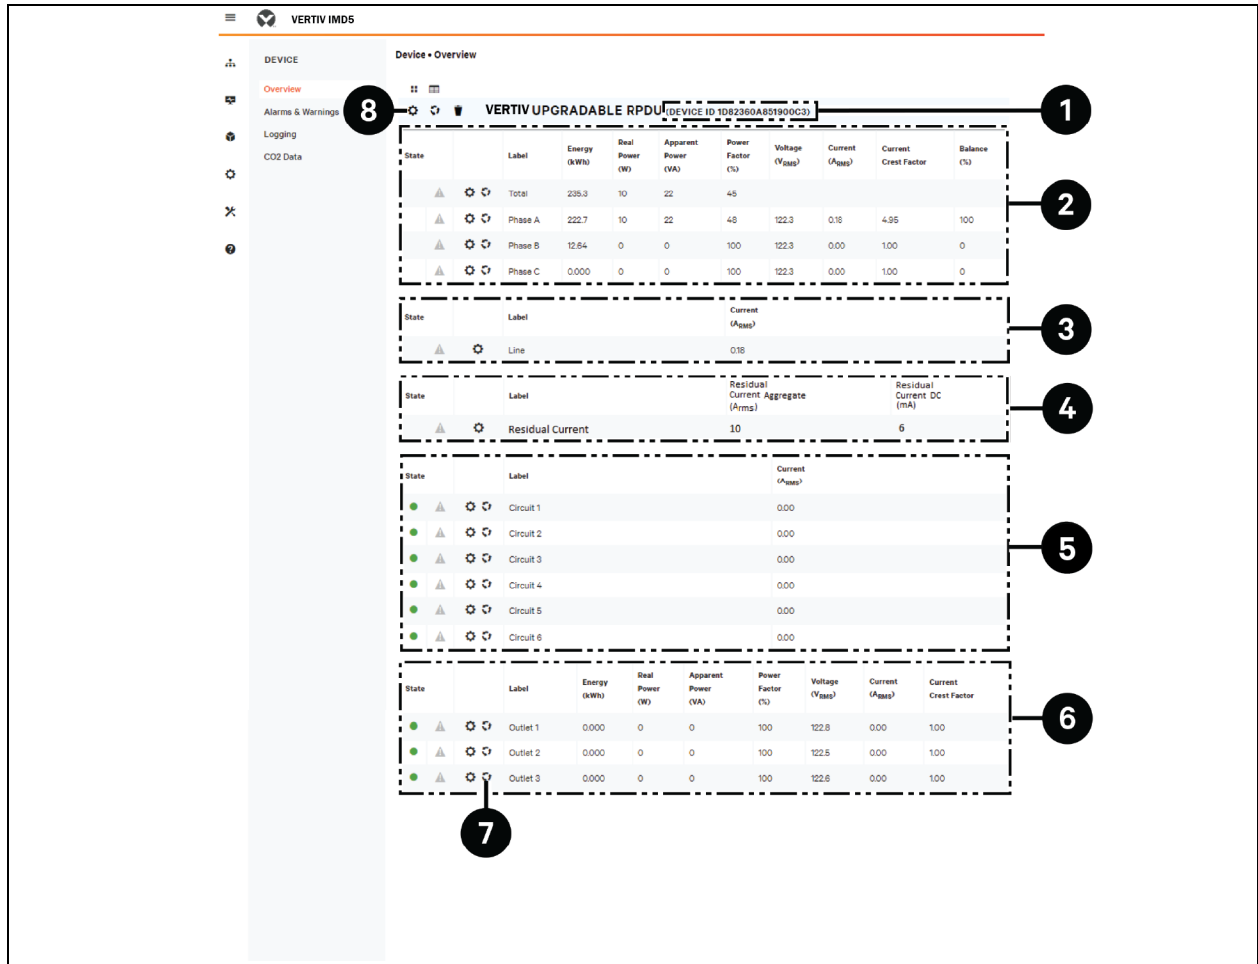 VERTIV IMD5
DEVICE
Overview
Alarms & Warnings
Logging
CO2 Data
Device • Overview
8
VERTIV UPGRADABLE RPDU (DEVICE ID 1D82360A851900C3)
1
State Label Energy (kWh) Real Power (W) Apparent Power (VA) Power Factor (%) Voltage (VRMS) Current (ARMS) Current Crest Factor Balance (%)
Total 235.3 10 22 45
Phase A 222.7 10 22 48 122.3 0.18 4.95 100
Phase B 12.64 0 0 100 122.3 0.00 1.00 0
Phase C 0.000 0 0 100 122.3 0.00 1.00 0
2
State Label Current (ARMS)
Line 0.18
3
State Label Residual Current Aggregate (Arms) Residual Current DC (mA)
Residual Current 10 6
4
State Label Current (ARMS)
Circuit 1 0.00
Circuit 2 0.00
Circuit 3 0.00
Circuit 4 0.00
Circuit 5 0.00
Circuit 6 0.00
5
State Label Energy (kWh) Real Power (W) Apparent Power (VA) Power Factor (%) Voltage (VRMS) Current (ARMS) Current Crest Factor
Outlet 1 0.000 0 0 100 122.8 0.00 1.00
Outlet 2 0.000 0 0 100 122.5 0.00 1.00
Outlet 3 0.000 0 0 100 122.6 0.00 1.00
6
7